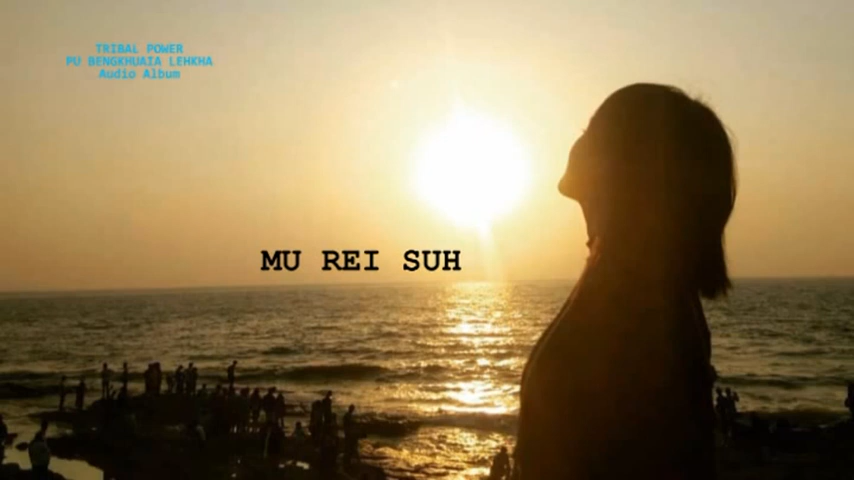 TRIBAL POWER
PU BENGKHUAIA LEHKHA
Audio Album
MU REI SUH